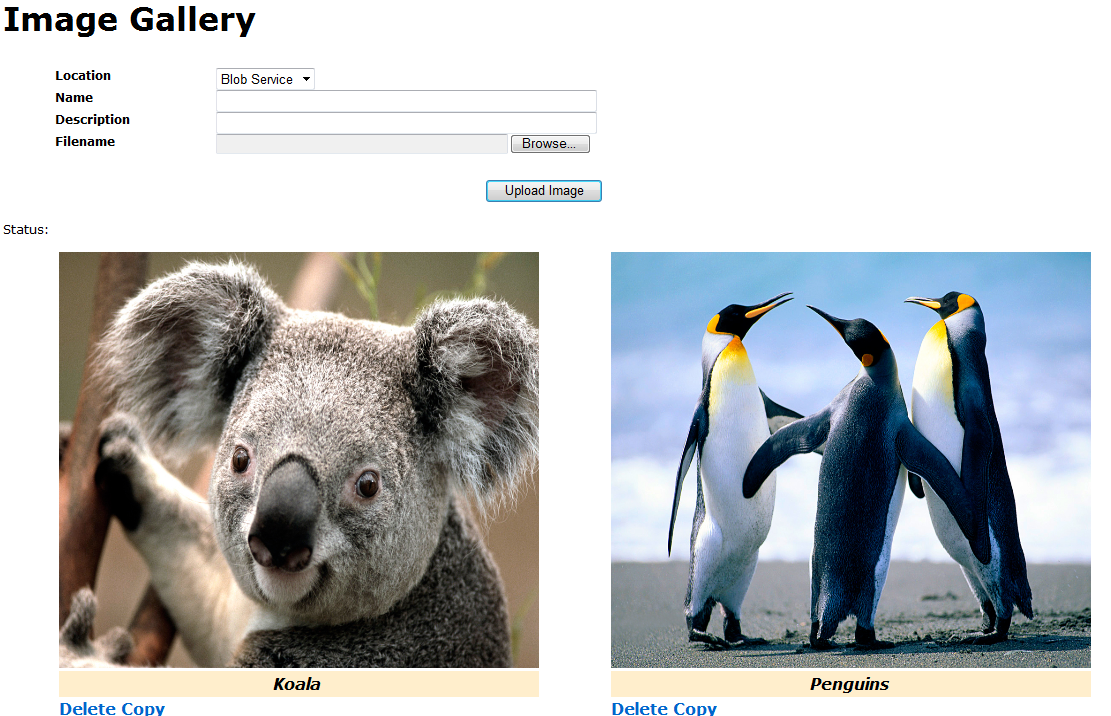 Image Gallery
Location
Blob Service
Name
Description
Filename
Browse...
Upload Image
Status:
Koala
Penguins
Delete Copy
Delete Copy